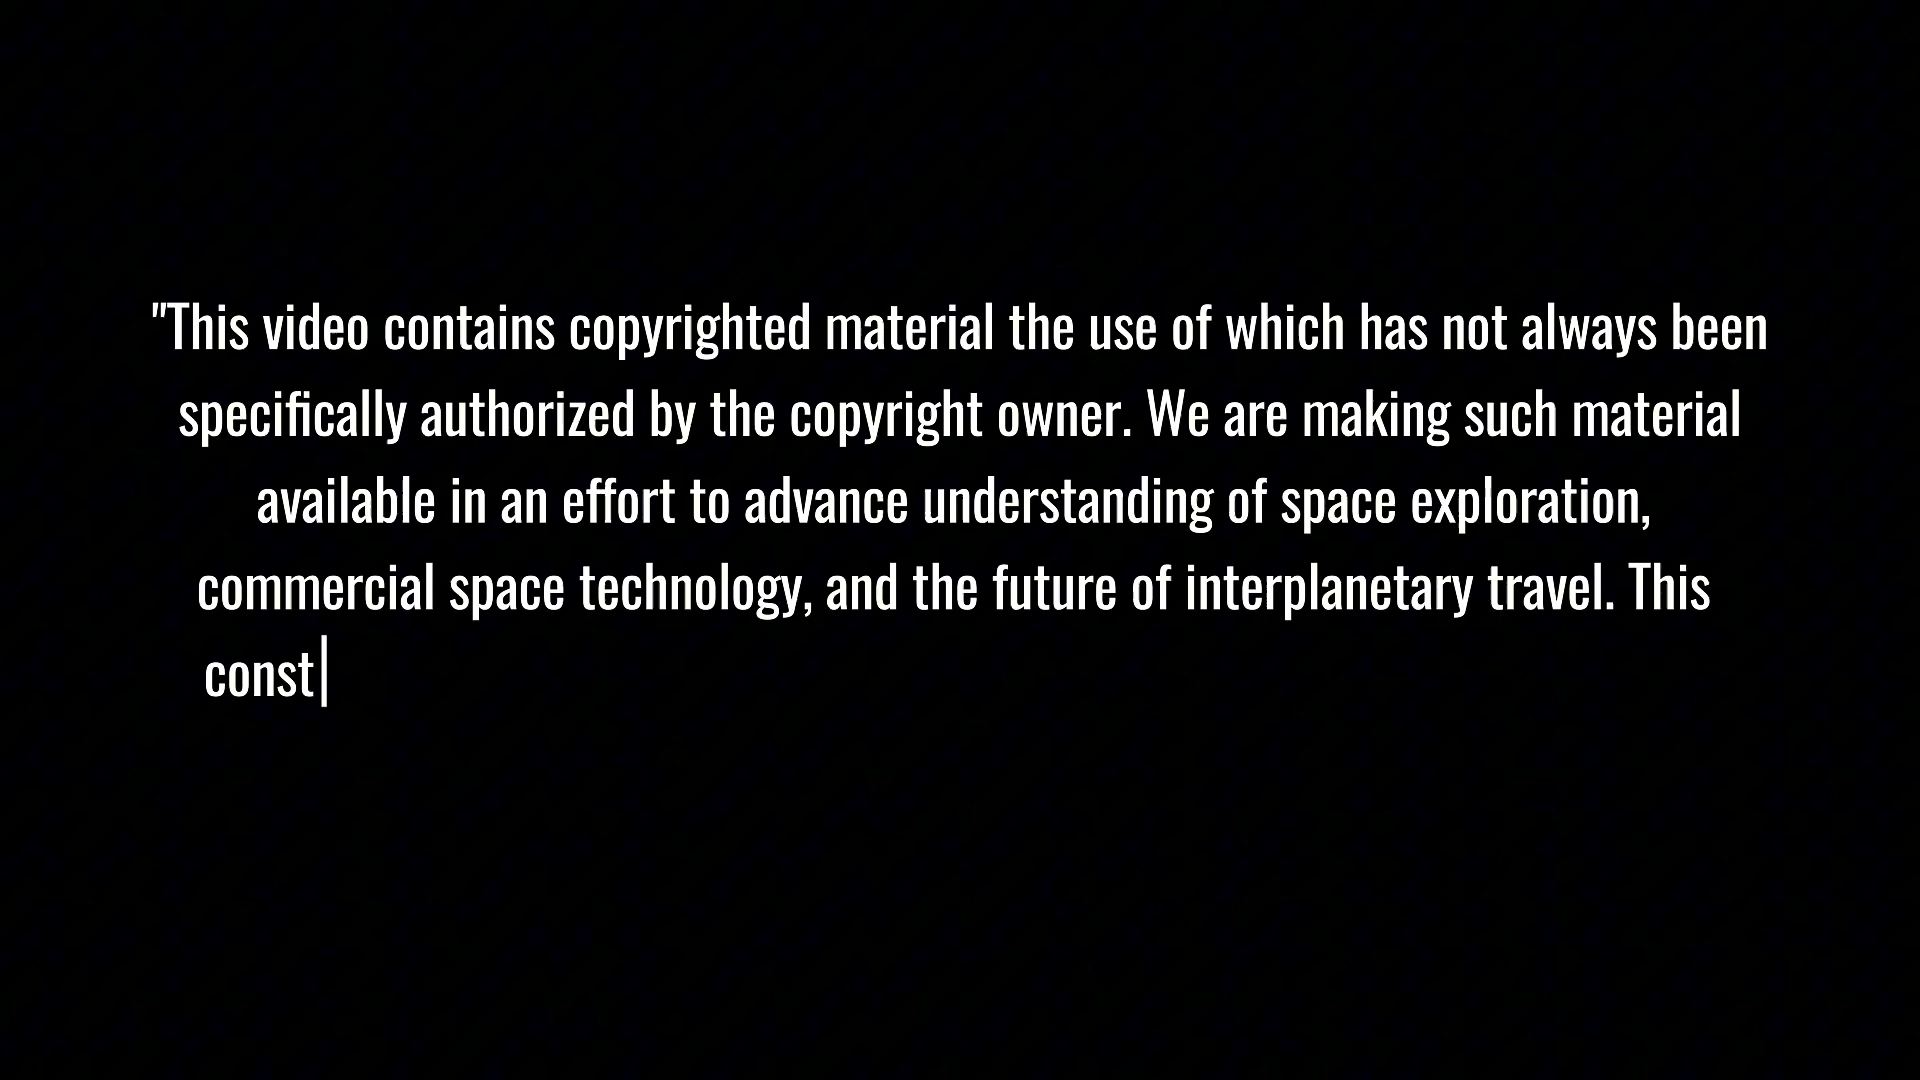 "This video contains copyrighted material the use of which has not always been
specifically authorized by the copyright owner. We are making such material
available in an effort to advance understanding of space exploration,
commercial space technology, and the future of interplanetary travel. This
const